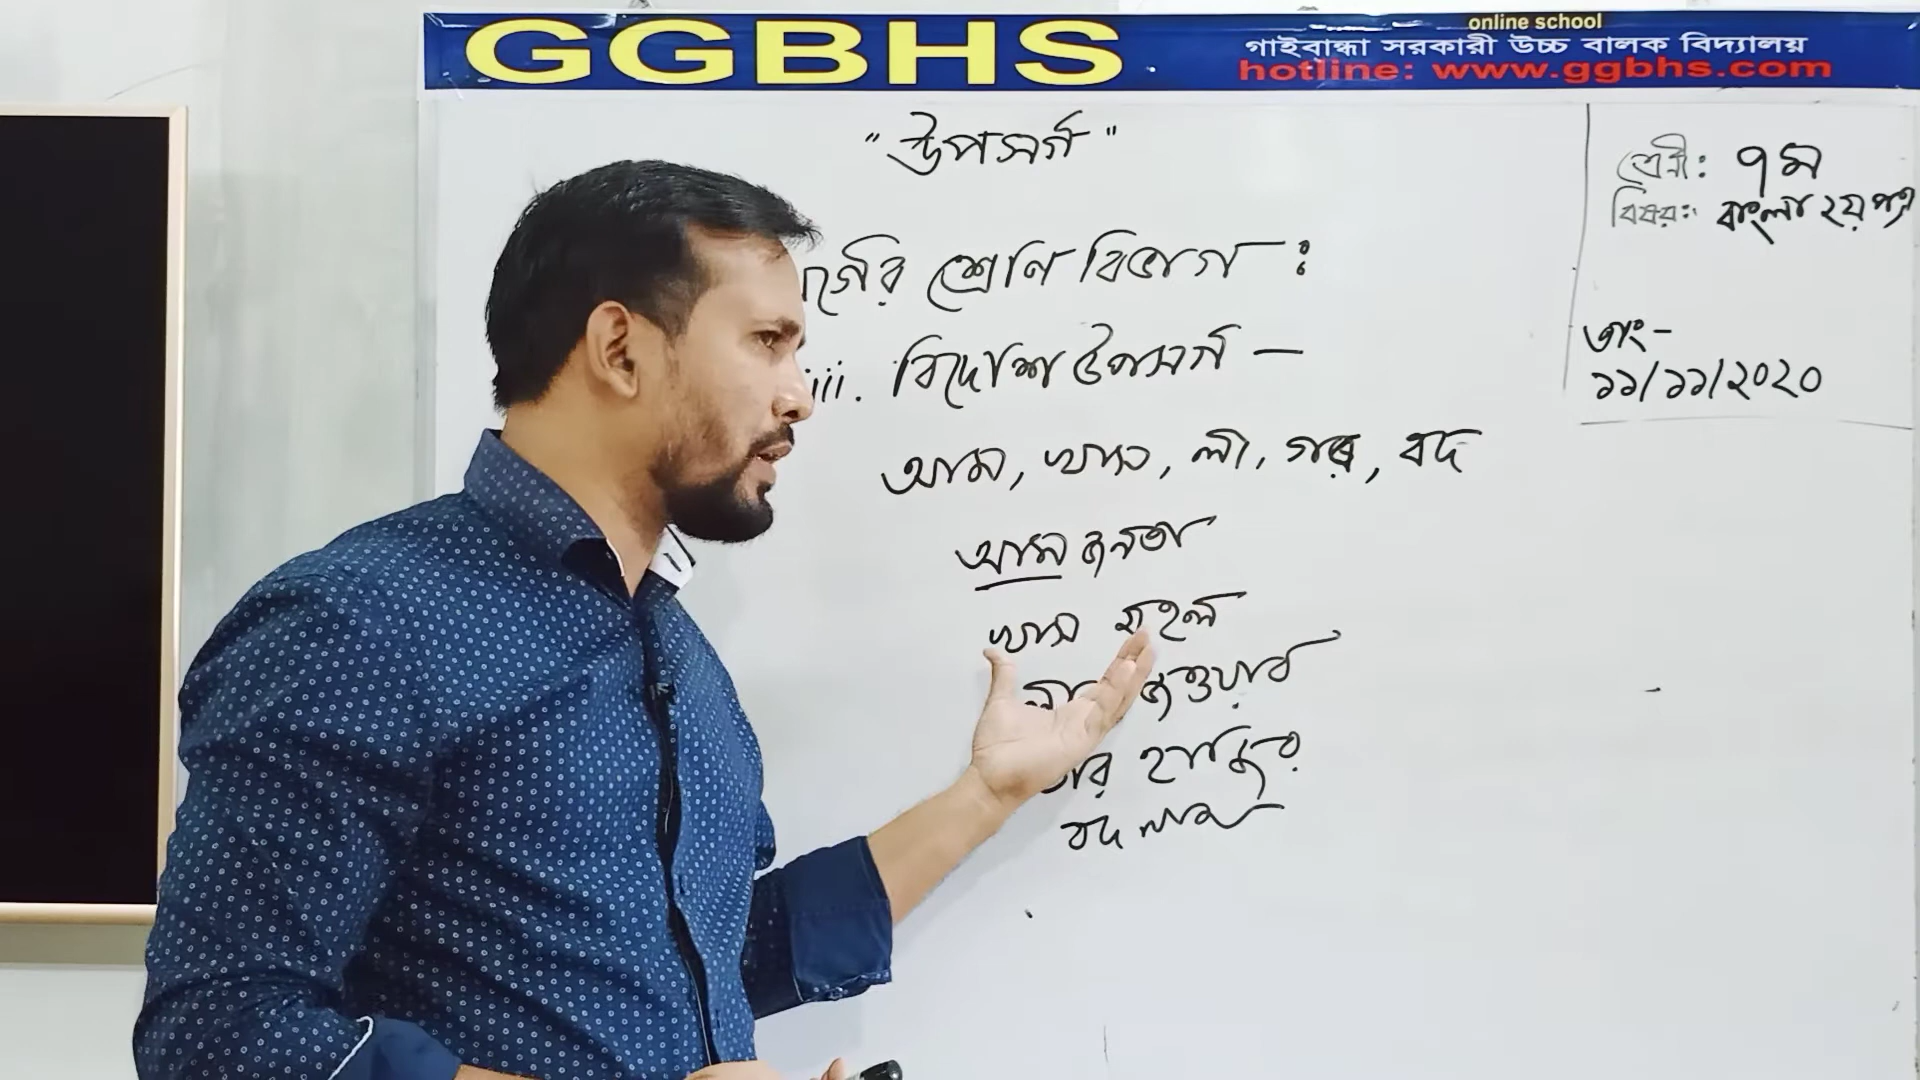 GGBHS
online school
গাইবান্ধা সরকারী উচ্চ বালক বিদ্যালয়
hotline: www.ggbhs.com
"উপসর্গ"
শ্রেণী: ৭ম
বিষয়: বাংলা ২য় পত্র
তাং-
১১/১১/২০২০
র্গের শ্রেণি বিভাগ :
iii. বিদেশি উপসর্গ —
আম, খাস, লা, গর, বদ
আম জনতা
খাস মহল
লা জওয়াব
হাজির
বদ নাম